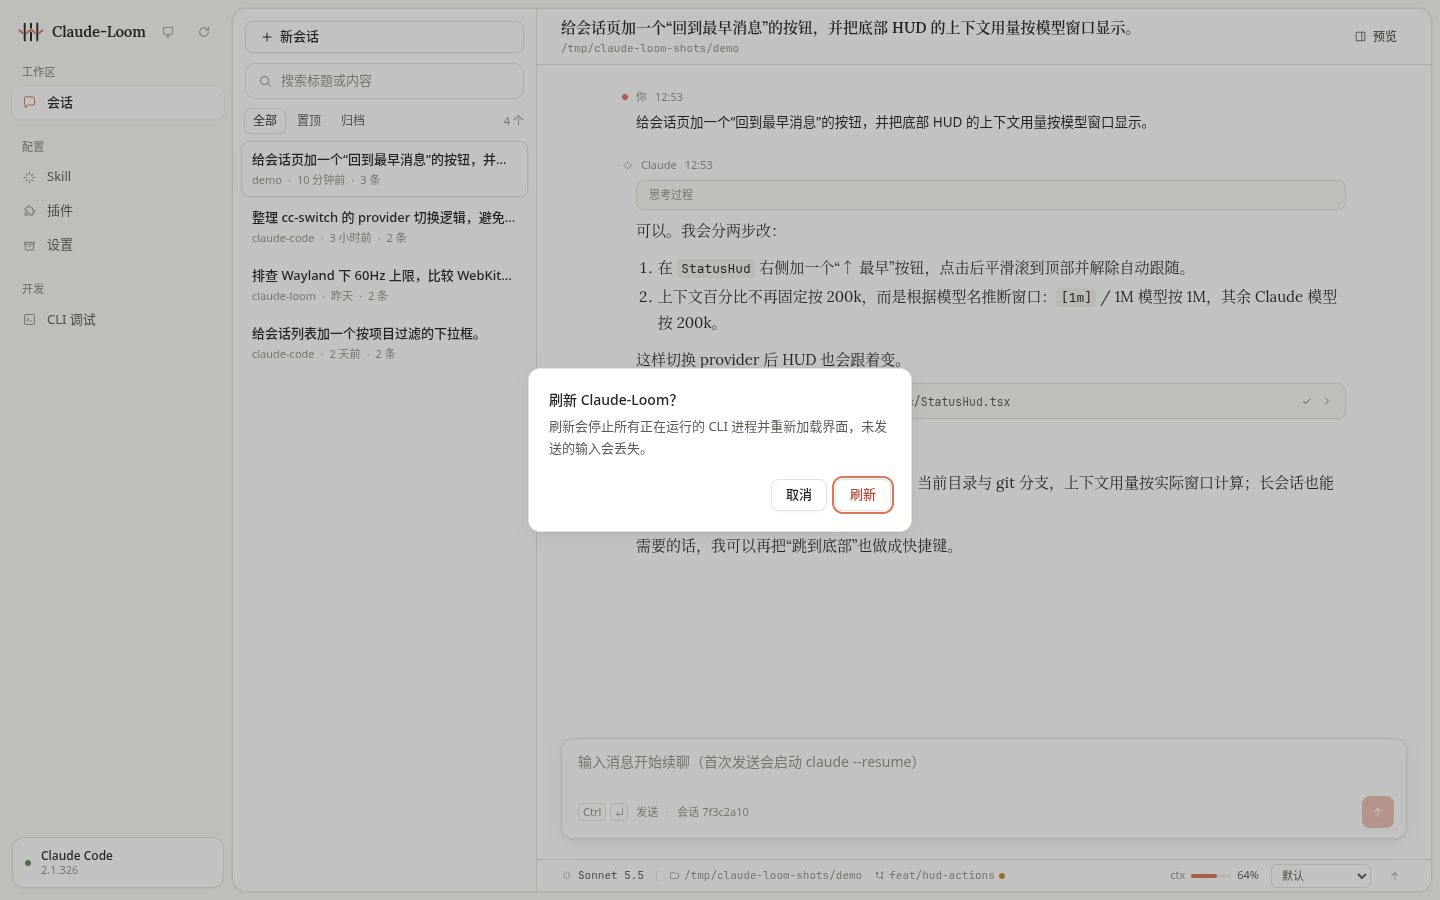 Claude-Loom
工作区
会话
配置
Skill
插件
设置
开发
CLI 调试
Claude Code
2.1.326
新会话
搜索标题或内容
全部 置顶 归档 4 个
给会话页加一个“回到最早消息”的按钮，并...
demo · 10 分钟前 · 3 条
整理 cc-switch 的 provider 切换逻辑，避免...
claude-code · 3 小时前 · 2 条
排查 Wayland 下 60Hz 上限，比较 WebKit...
claude-loom · 昨天 · 2 条
给会话列表加一个按项目过滤的下拉框。
claude-code · 2 天前 · 2 条
给会话页加一个“回到最早消息”的按钮，并把底部 HUD 的上下文用量按模型窗口显示。
/tmp/claude-loom-shots/demo
预览
你 12:53
给会话页加一个“回到最早消息”的按钮，并把底部 HUD 的上下文用量按模型窗口显示。
Claude 12:53
思考过程
可以。我会分两步改：
1. 在 StatusHud 右侧加一个“↑ 最早”按钮，点击后平滑滚到顶部并解除自动跟随。
2. 上下文百分比不再固定按 200k，而是根据模型名推断窗口： [1m] / 1M 模型按 1M，其余 Claude 模型
按 200k。
这样切换 provider 后 HUD 也会跟着变。
/StatusHud.tsx
当前目录与 git 分支，上下文用量按实际窗口计算；长会话也能
需要的话，我可以再把“跳到底部”也做成快捷键。
刷新 Claude-Loom?
刷新会停止所有正在运行的 CLI 进程并重新加载界面，未发
送的输入会丢失。
取消 刷新
输入消息开始续聊（首次发送会启动 claude --resume）
Ctrl ↵ 发送 · 会话 7f3c2a10
Sonnet 5.5 /tmp/claude-loom-shots/demo feat/hud-actions ctx 64% 默认 ↑